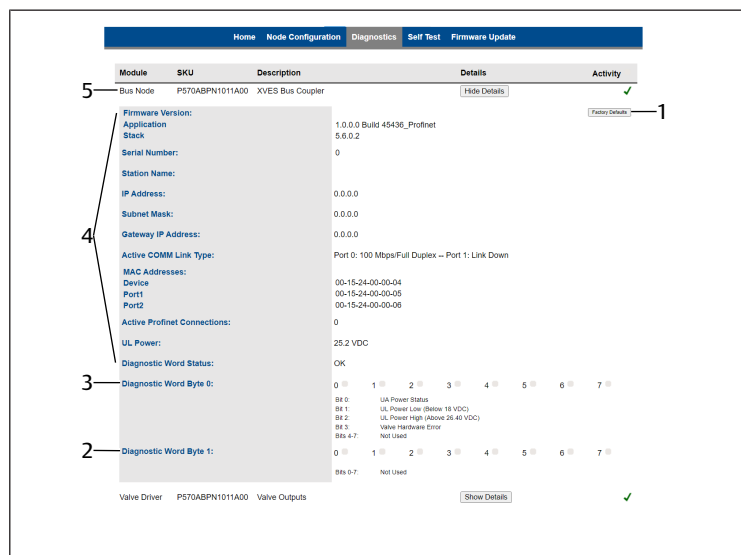 Home Node Configuration Diagnostics Self Test Firmware Update
Module SKU Description Details Activity
5 Bus Node P570ABPN1011A00 XVES Bus Coupler Hide Details ✓
Firmware Version: Factory Defaults 1
Application 1.0.0.0 Build 45436_Profinet
Stack 5.6.0.2
Serial Number: 0
Station Name:
IP Address: 0.0.0.0
Subnet Mask: 0.0.0.0
4
Gateway IP Address: 0.0.0.0
Active COMM Link Type: Port 0: 100 Mbps/Full Duplex -- Port 1: Link Down
MAC Addresses:
Device 00-15-24-00-00-04
Port1 00-15-24-00-00-05
Port2 00-15-24-00-00-06
Active Profinet Connections: 0
UL Power: 25.2 VDC
Diagnostic Word Status: OK
3 Diagnostic Word Byte 0: 0 1 2 3 4 5 6 7
Bit 0: UA Power Status
Bit 1: UL Power Low (Below 18 VDC)
Bit 2: UL Power High (Above 26.40 VDC)
Bit 3: Valve Hardware Error
Bits 4-7: Not Used
2 Diagnostic Word Byte 1: 0 1 2 3 4 5 6 7
Bits 0-7: Not Used
Valve Driver P570ABPN1011A00 Valve Outputs Show Details ✓